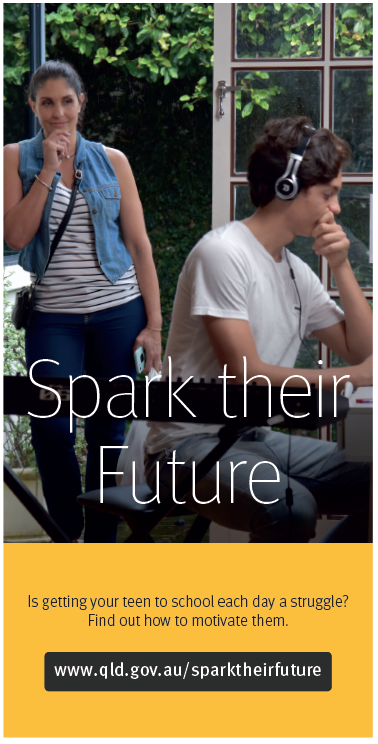 Spark their
Future
Is getting your teen to school each day a struggle?
Find out how to motivate them.
www.qld.gov.au/sparktheirfuture